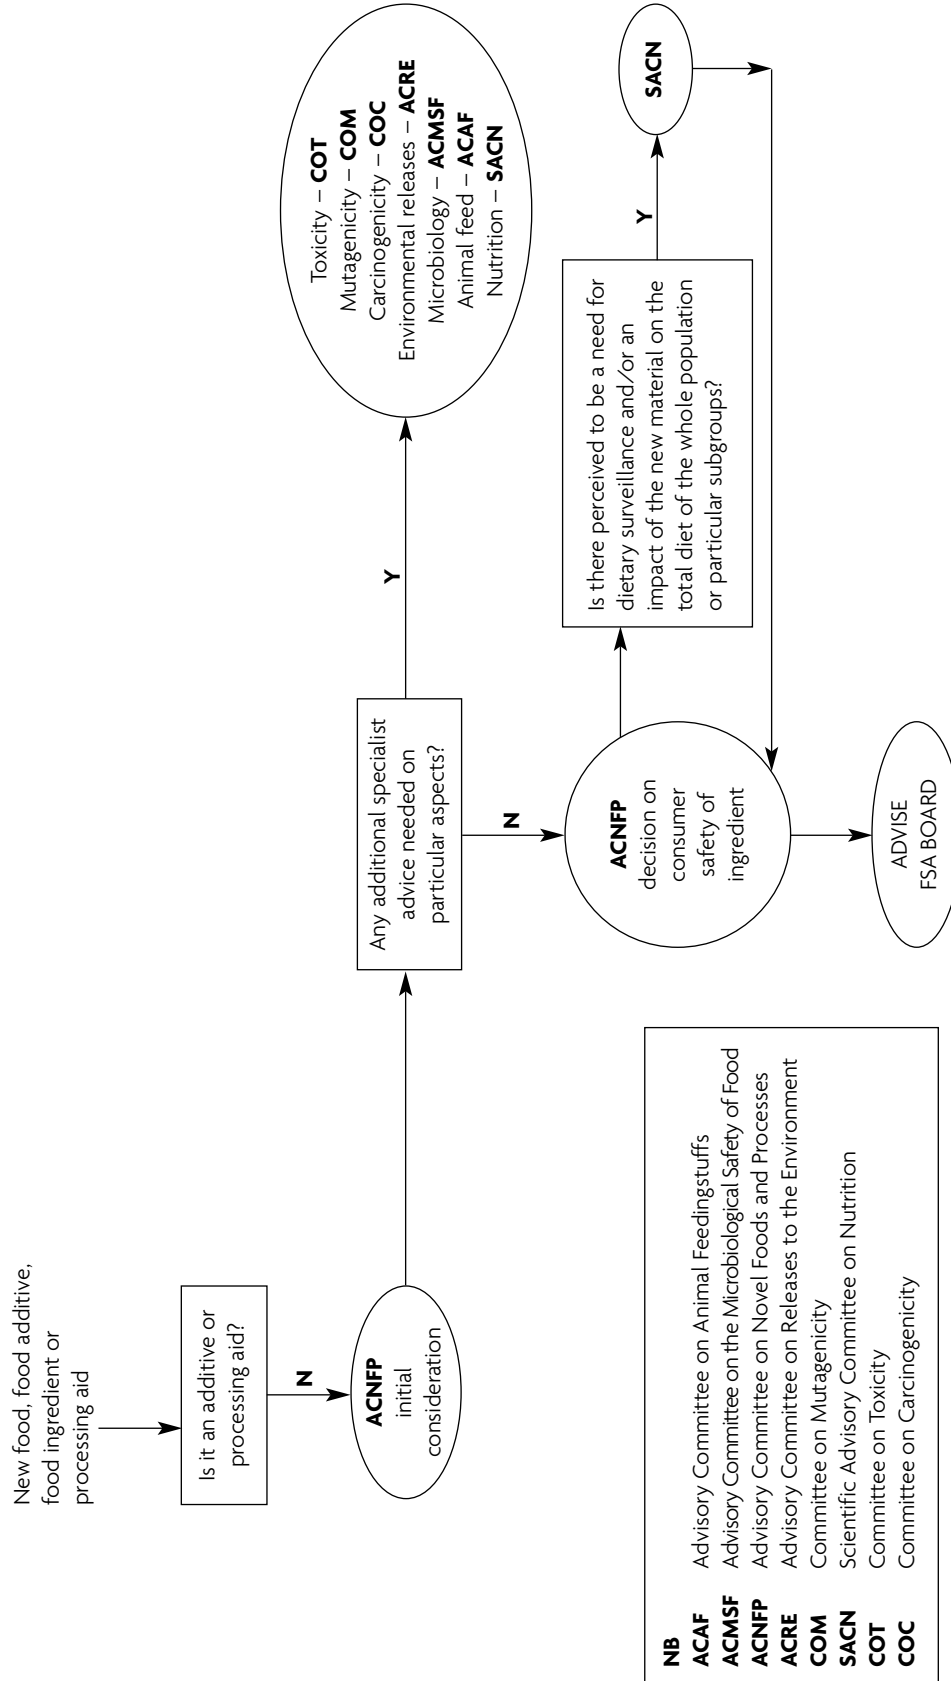 New food, food additive,
food ingredient or
processing aid
Is it an additive or
processing aid?
N
ACNFP
initial
consideration
Any additional specialist
advice needed on
particular aspects?
Y
Toxicity – COT
Mutagenicity – COM
Carcinogenicity – COC
Environmental releases – ACRE
Microbiology – ACMSF
Animal feed – ACAF
Nutrition – SACN
N
ACNFP
decision on
consumer
safety of
ingredient
Is there perceived to be a need for
dietary surveillance and/or an
impact of the new material on the
total diet of the whole population
or particular subgroups?
Y
SACN
ADVISE
FSA BOARD
NB
ACAF Advisory Committee on Animal Feedingstuffs
ACMSF Advisory Committee on the Microbiological Safety of Food
ACNFP Advisory Committee on Novel Foods and Processes
ACRE Advisory Committee on Releases to the Environment
COM Committee on Mutagenicity
SACN Scientific Advisory Committee on Nutrition
COT Committee on Toxicity
COC Committee on Carcinogenicity